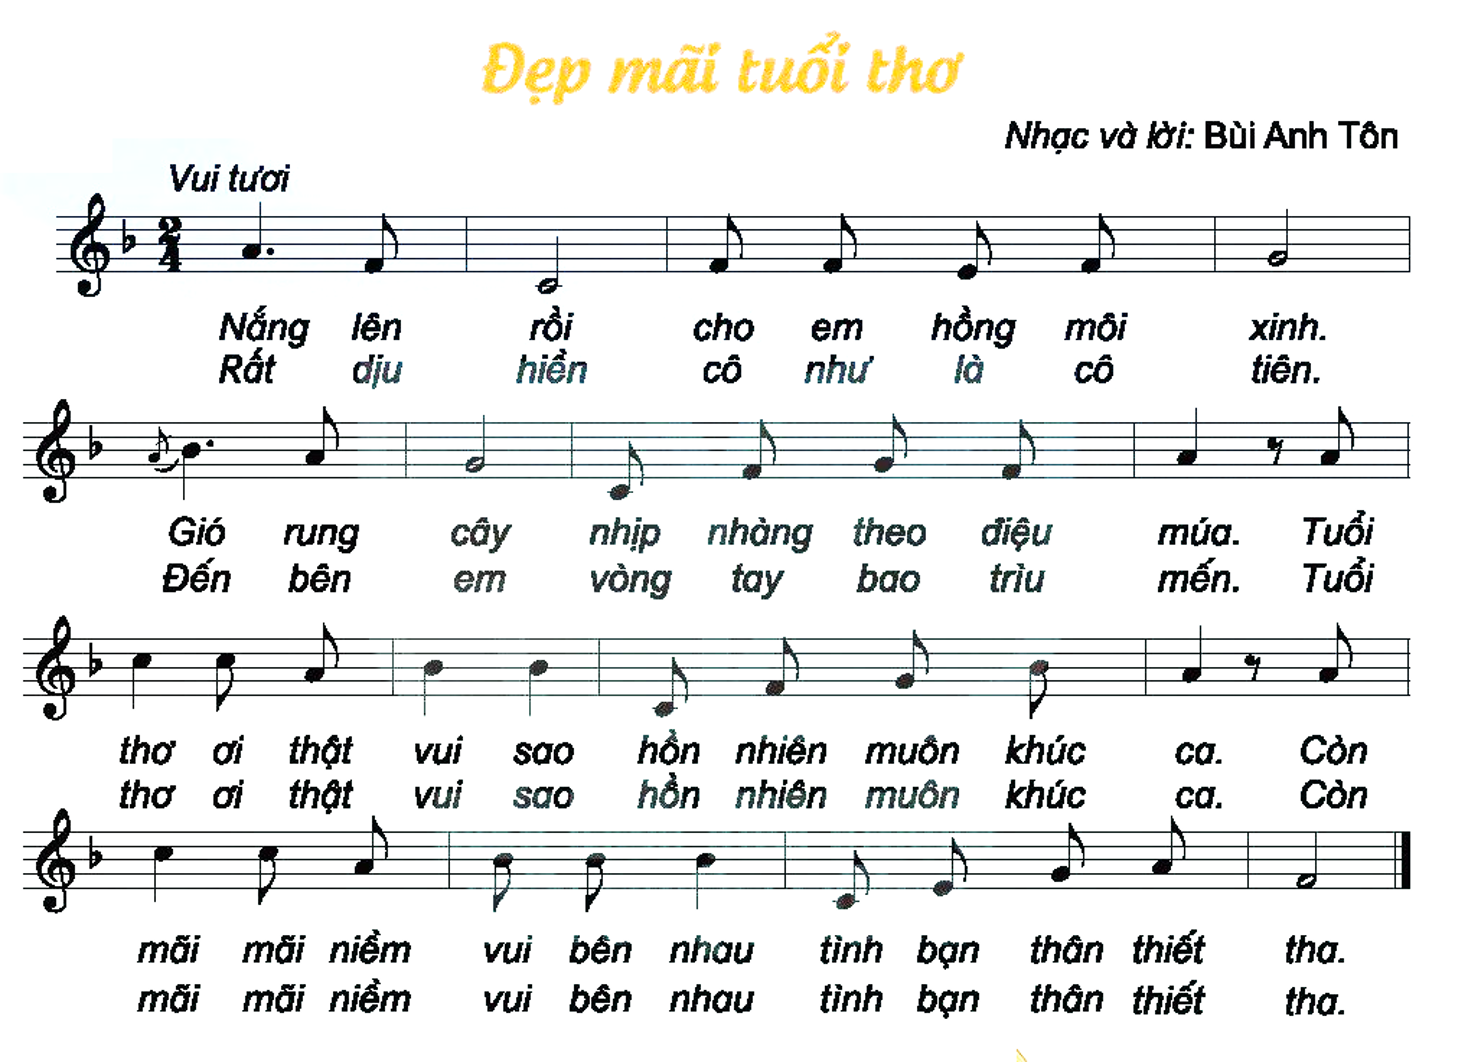 Đẹp mãi tuổi thơ
Nhạc và lời: Bùi Anh Tôn
Vui tươi
2
4
Nắng lên rồi cho em hồng môi xinh.
Rất dịu hiền cô như là cô tiên.
Gió rung cây nhịp nhàng theo điệu múa. Tuổi
Đến bên em vòng tay bao trìu mến. Tuổi
thơ ơi thật vui sao hồn nhiên muôn khúc ca. Còn
thơ ơi thật vui sao hồn nhiên muôn khúc ca. Còn
mãi mãi niềm vui bên nhau tình bạn thân thiết tha.
mãi mãi niềm vui bên nhau tình bạn thân thiết tha.